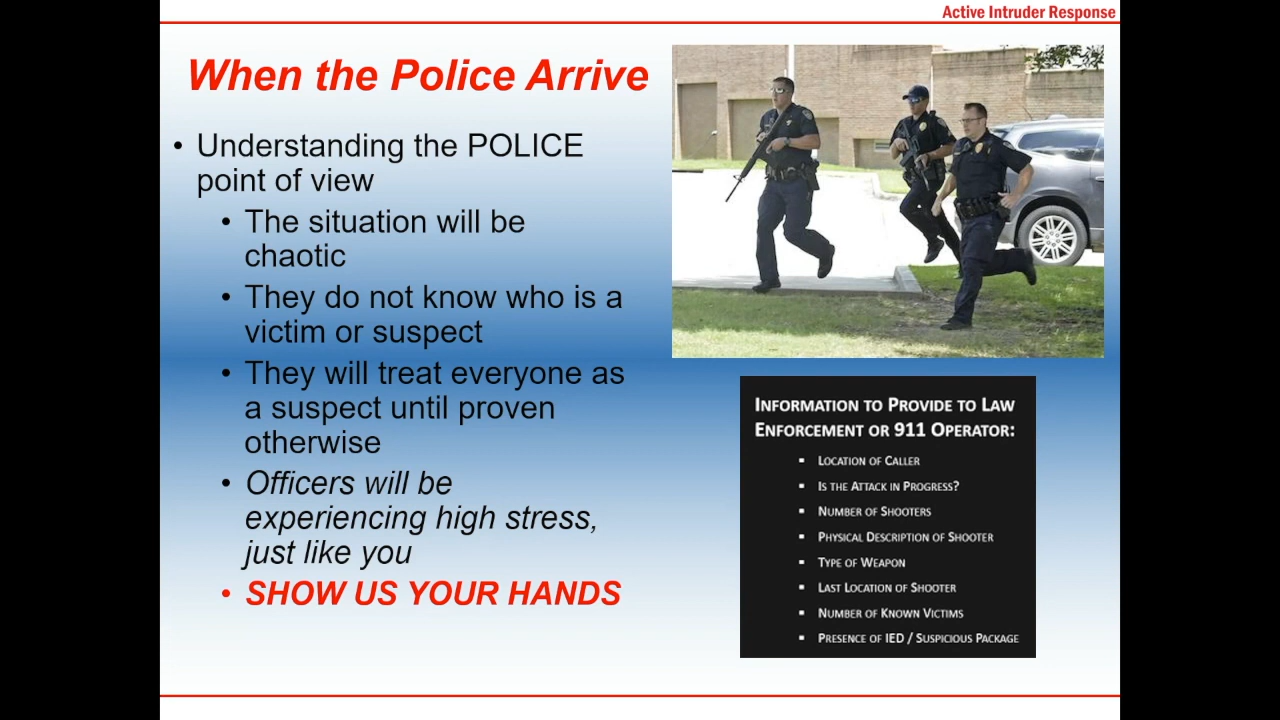 Active Intruder Response
When the Police Arrive
• Understanding the POLICE
point of view
• The situation will be
chaotic
• They do not know who is a
victim or suspect
• They will treat everyone as
a suspect until proven
otherwise
• Officers will be
experiencing high stress,
just like you
• SHOW US YOUR HANDS
INFORMATION TO PROVIDE TO LAW
ENFORCEMENT OR 911 OPERATOR:
▪ LOCATION OF CALLER
▪ IS THE ATTACK IN PROGRESS?
▪ NUMBER OF SHOOTERS
▪ PHYSICAL DESCRIPTION OF SHOOTER
▪ TYPE OF WEAPON
▪ LAST LOCATION OF SHOOTER
▪ NUMBER OF KNOWN VICTIMS
▪ PRESENCE OF IED / SUSPICIOUS PACKAGE